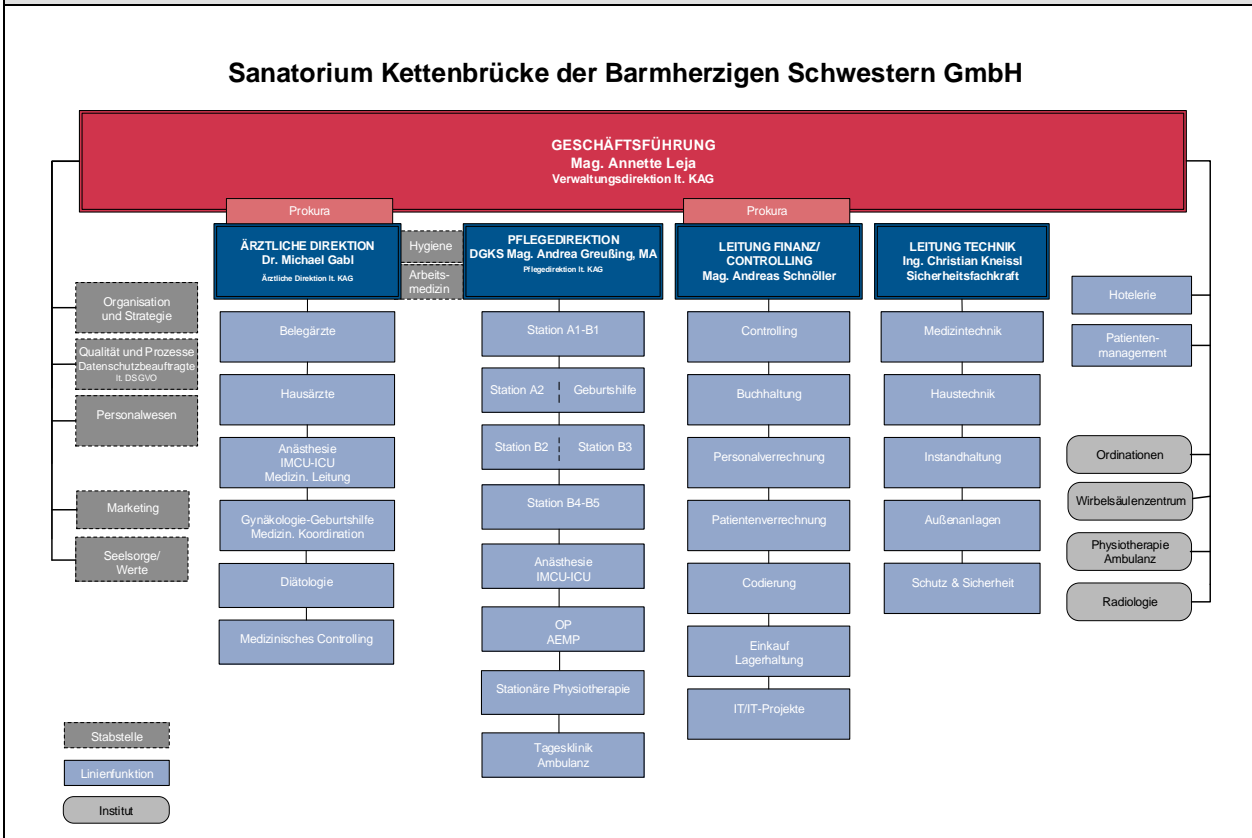 Sanatorium Kettenbrücke der Barmherzigen Schwestern GmbH
GESCHÄFTSFÜHRUNG
Mag. Annette Leja
Verwaltungsdirektion lt. KAG
Prokura
Prokura
ÄRZTLICHE DIREKTION
Dr. Michael Gabl
Ärztliche Direktion lt. KAG
Hygiene
Arbeits-
medizin
PFLEGEDIREKTION
DGKS Mag. Andrea Greußing, MA
Pflegedirektion lt. KAG
LEITUNG FINANZ/
CONTROLLING
Mag. Andreas Schnöller
LEITUNG TECHNIK
Ing. Christian Kneissl
Sicherheitsfachkraft
Organisation
und Strategie
Qualität und Prozesse
Datenschutzbeauftragte
lt. DSGVO
Personalwesen
Marketing
Seelsorge/
Werte
Belegärzte
Hausärzte
Anästhesie
IMCU-ICU
Medizin. Leitung
Gynäkologie-Geburtshilfe
Medizin. Koordination
Diätologie
Medizinisches Controlling
Station A1-B1
Station A2 Geburtshilfe
Station B2 Station B3
Station B4-B5
Anästhesie
IMCU-ICU
OP
AEMP
Stationäre Physiotherapie
Tagesklinik
Ambulanz
Controlling
Buchhaltung
Personalverrechnung
Patientenverrechnung
Codierung
Einkauf
Lagerhaltung
IT/IT-Projekte
Medizintechnik
Haustechnik
Instandhaltung
Außenanlagen
Schutz & Sicherheit
Hotelerie
Patienten-
management
Ordinationen
Wirbelsäulenzentrum
Physiotherapie
Ambulanz
Radiologie
Stabstelle
Linienfunktion
Institut